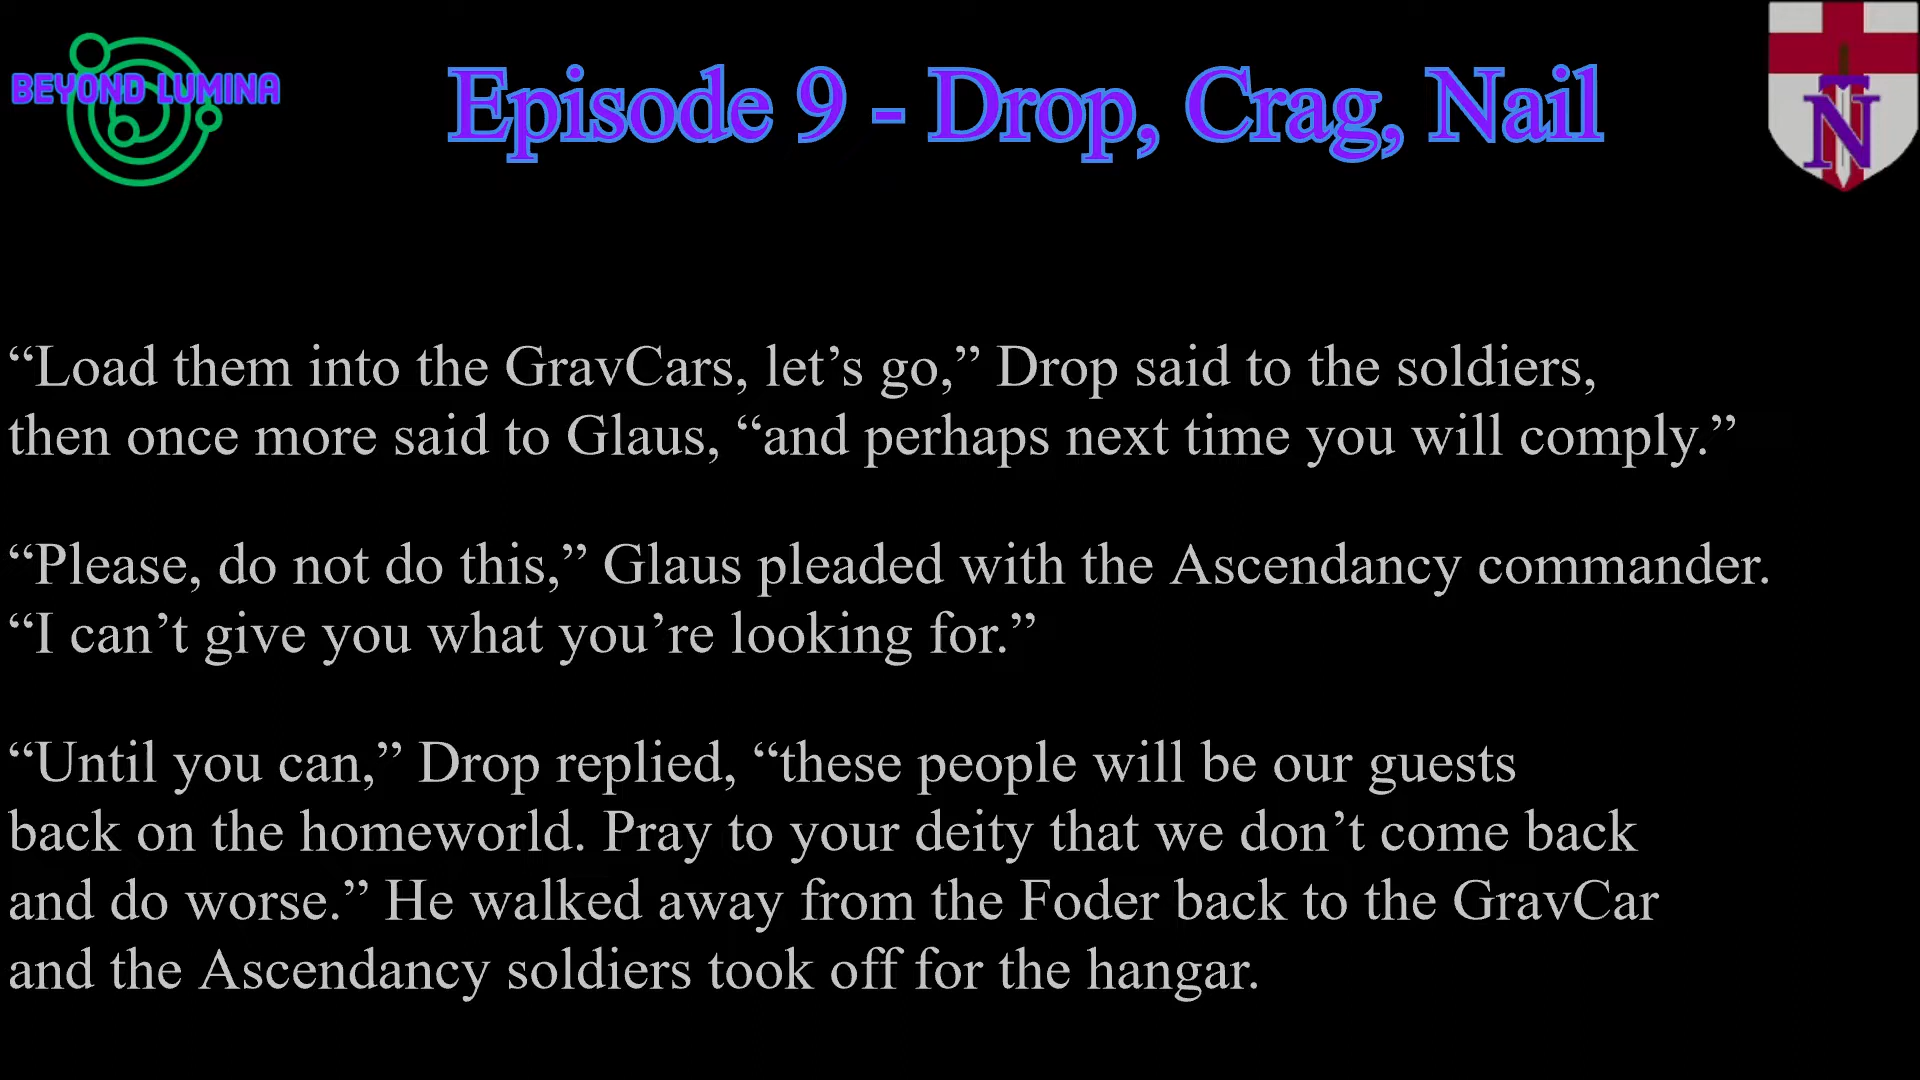 BEYOND LUMINA
Episode 9 - Drop, Crag, Nail
N
“Load them into the GravCars, let’s go,” Drop said to the soldiers,
then once more said to Glaus, “and perhaps next time you will comply.”
“Please, do not do this,” Glaus pleaded with the Ascendancy commander.
“I can’t give you what you’re looking for.”
“Until you can,” Drop replied, “these people will be our guests
back on the homeworld. Pray to your deity that we don’t come back
and do worse.” He walked away from the Foder back to the GravCar
and the Ascendancy soldiers took off for the hangar.